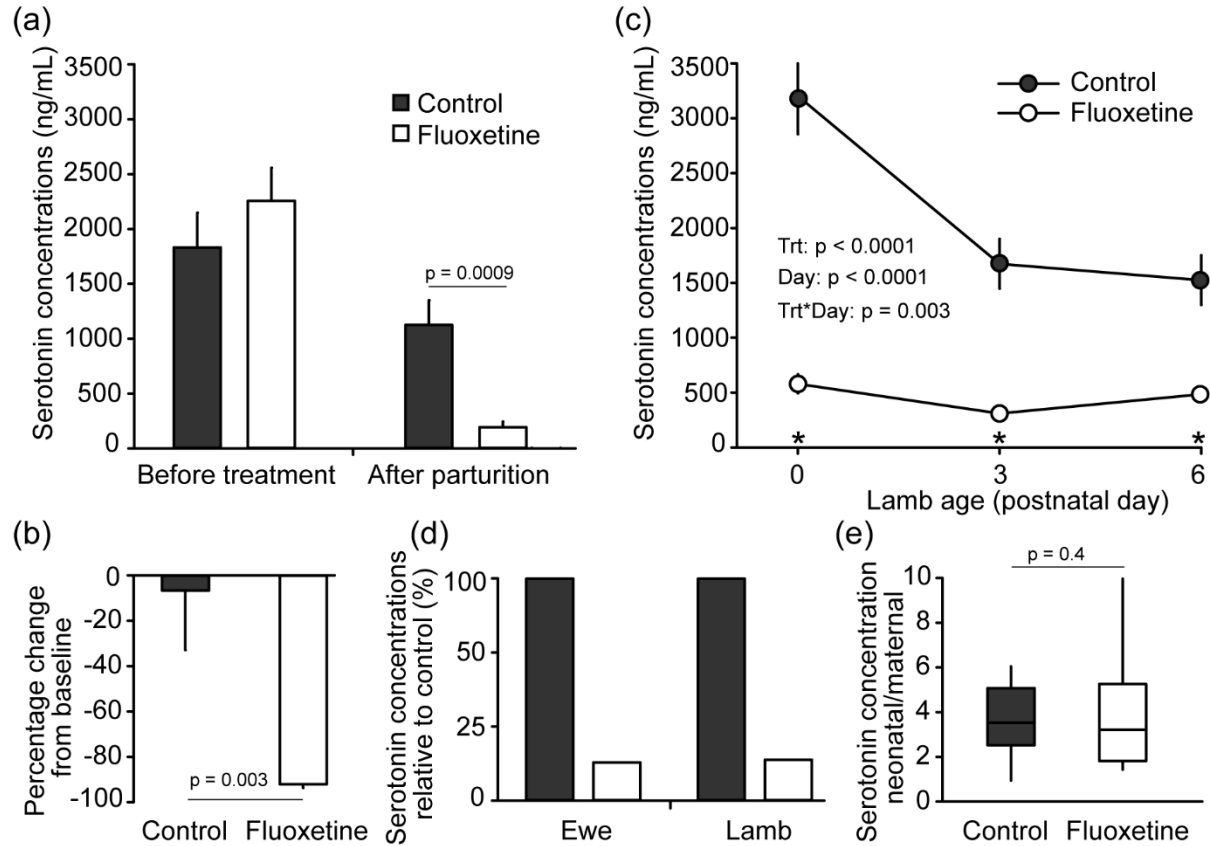 (a)
Serotonin concentrations (ng/mL)
3500
3000
2500
2000
1500
1000
500
0
Control
Fluoxetine
p = 0.0009
Before treatment
After parturition
(c)
Serotonin concentrations (ng/mL)
3500
3000
2500
2000
1500
1000
500
0
Control
Fluoxetine
Trt: p < 0.0001
Day: p < 0.0001
Trt*Day: p = 0.003
* * *
0 3 6
Lamb age (postnatal day)
(b)
Percentage change
from baseline
0
-20
-40
-60
-80
-100
p = 0.003
Control Fluoxetine
(d)
Serotonin concentrations
relative to control (%)
100
50
25
0
Ewe Lamb
(e)
Serotonin concentration
neonatal/maternal
10
8
6
4
2
0
p = 0.4
Control Fluoxetine